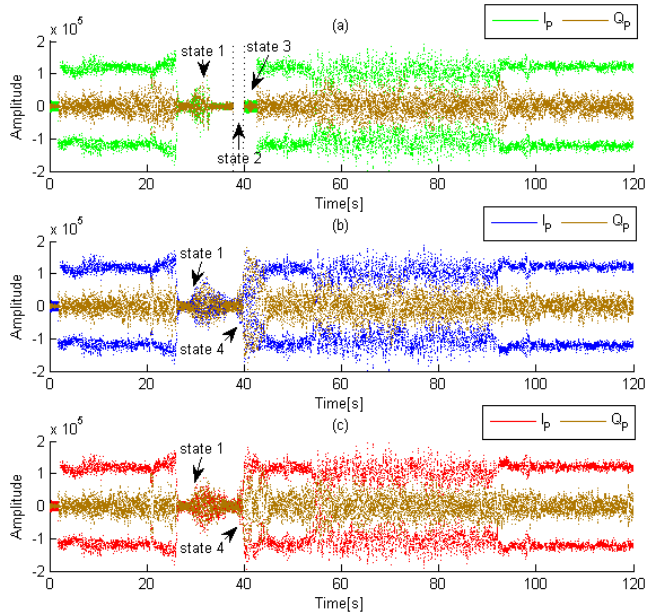 (a)
I_P Q_P
x 10^5
2
1
0
-1
-2
Amplitude
state 1
state 3
state 2
0 20 40 60 80 100 120
Time[s]
(b)
I_P Q_P
x 10^5
2
1
0
-1
-2
Amplitude
state 1
state 4
0 20 40 60 80 100 120
Time[s]
(c)
I_P Q_P
x 10^5
2
1
0
-1
-2
Amplitude
state 1
state 4
0 20 40 60 80 100 120
Time[s]